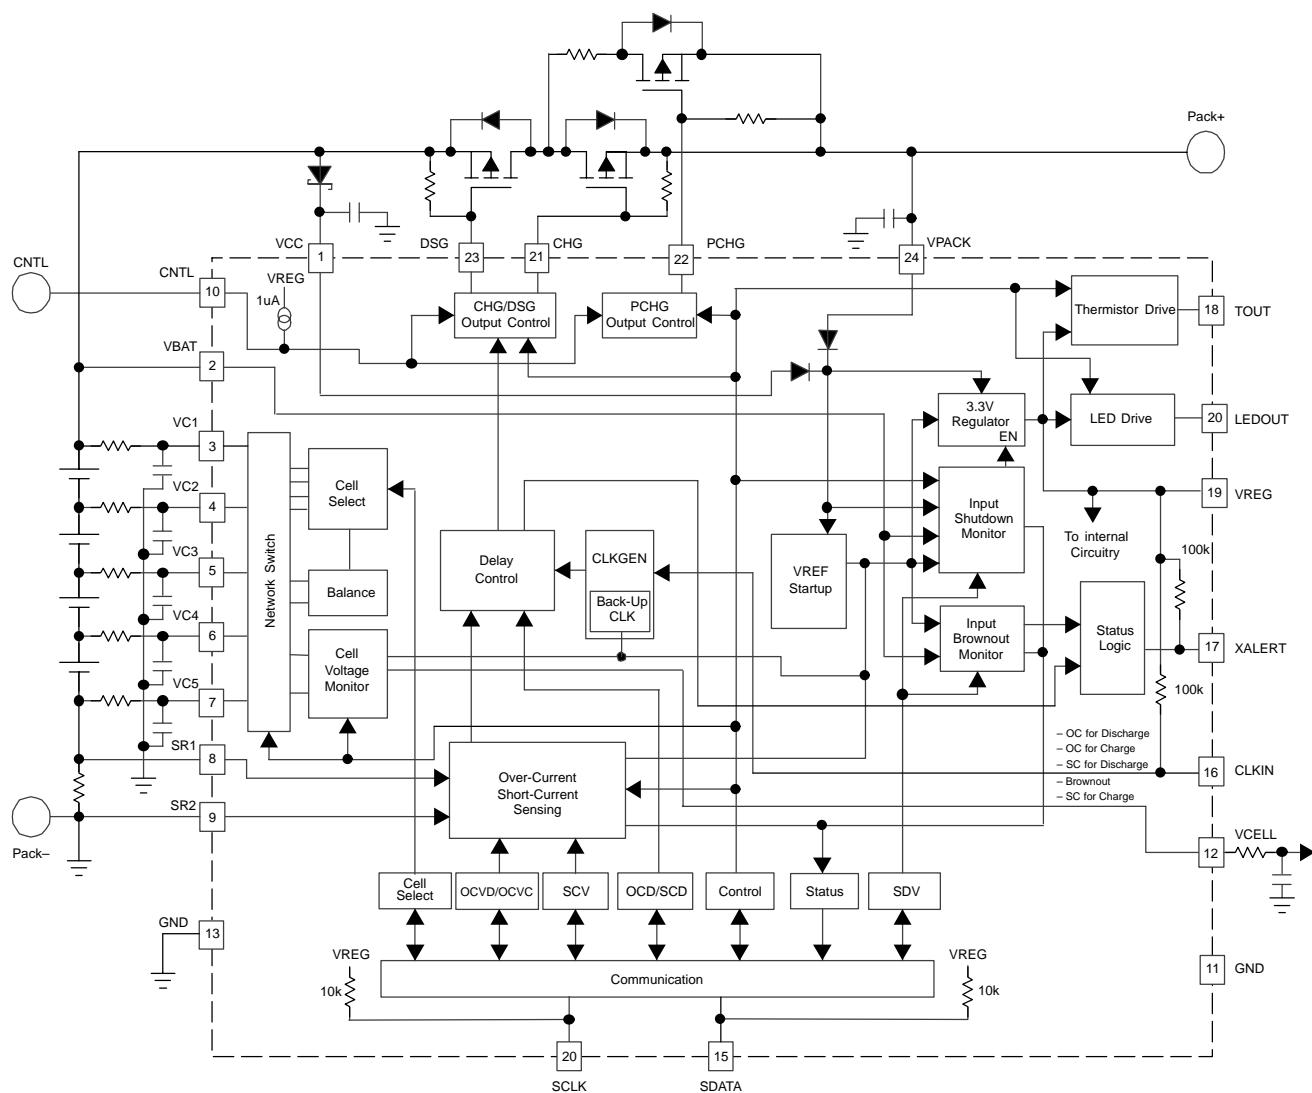 Pack+
VCC
DSG
CHG
PCHG
VPACK
1
23
21
22
24
CNTL
CNTL
10
VREG
1uA
CHG/DSG
Output Control
PCHG
Output Control
Thermistor Drive
18
TOUT
VBAT
2
3.3V
Regulator
EN
LED Drive
20
LEDOUT
VC1
3
VC2
4
VC3
5
VC4
6
VC5
7
Network Switch
Cell
Select
Balance
Cell
Voltage
Monitor
Delay
Control
CLKGEN
Back-Up
CLK
VREF
Startup
Input
Shutdown
Monitor
Input
Brownout
Monitor
Status
Logic
19
VREG
To internal
Circuitry
100k
17
XALERT
100k
SR1
8
SR2
9
Pack–
Over-Current
Short-Current
Sensing
– OC for Discharge
– OC for Charge
– SC for Discharge
– Brownout
– SC for Charge
16
CLKIN
VCELL
12
Cell
Select
OCVD/OCVC
SCV
OCD/SCD
Control
Status
SDV
GND
13
11
GND
VREG
10k
Communication
VREG
10k
20
SCLK
15
SDATA